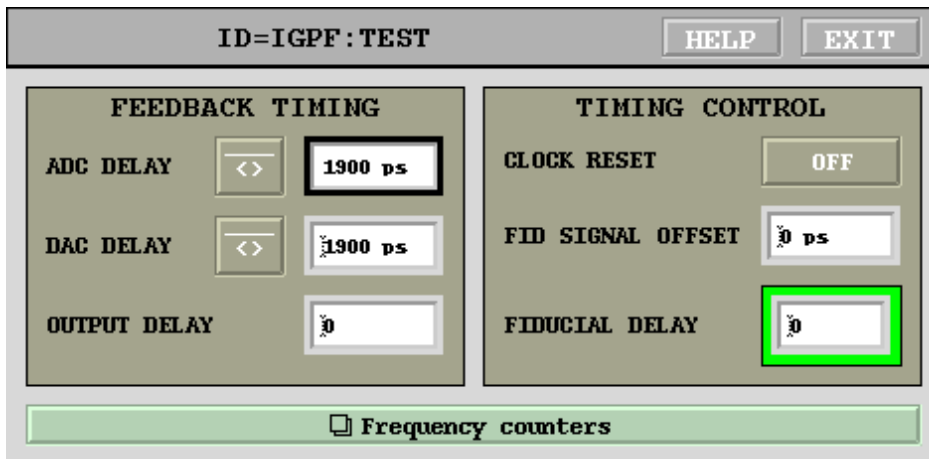 ID=IGPF:TEST
HELP
EXIT
FEEDBACK TIMING
ADC DELAY <> 1900 ps
DAC DELAY <> 1900 ps
OUTPUT DELAY 0
TIMING CONTROL
CLOCK RESET OFF
FID SIGNAL OFFSET 0 ps
FIDUCIAL DELAY 0
Frequency counters